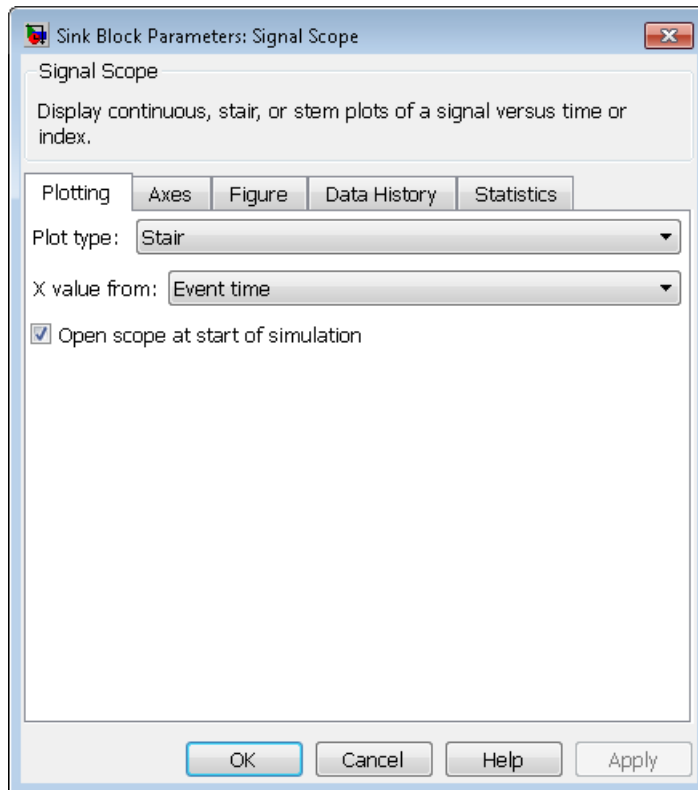 Sink Block Parameters: Signal Scope
Signal Scope
Display continuous, stair, or stem plots of a signal versus time or
index.
Plotting Axes Figure Data History Statistics
Plot type: Stair
X value from: Event time
Open scope at start of simulation
OK Cancel Help Apply